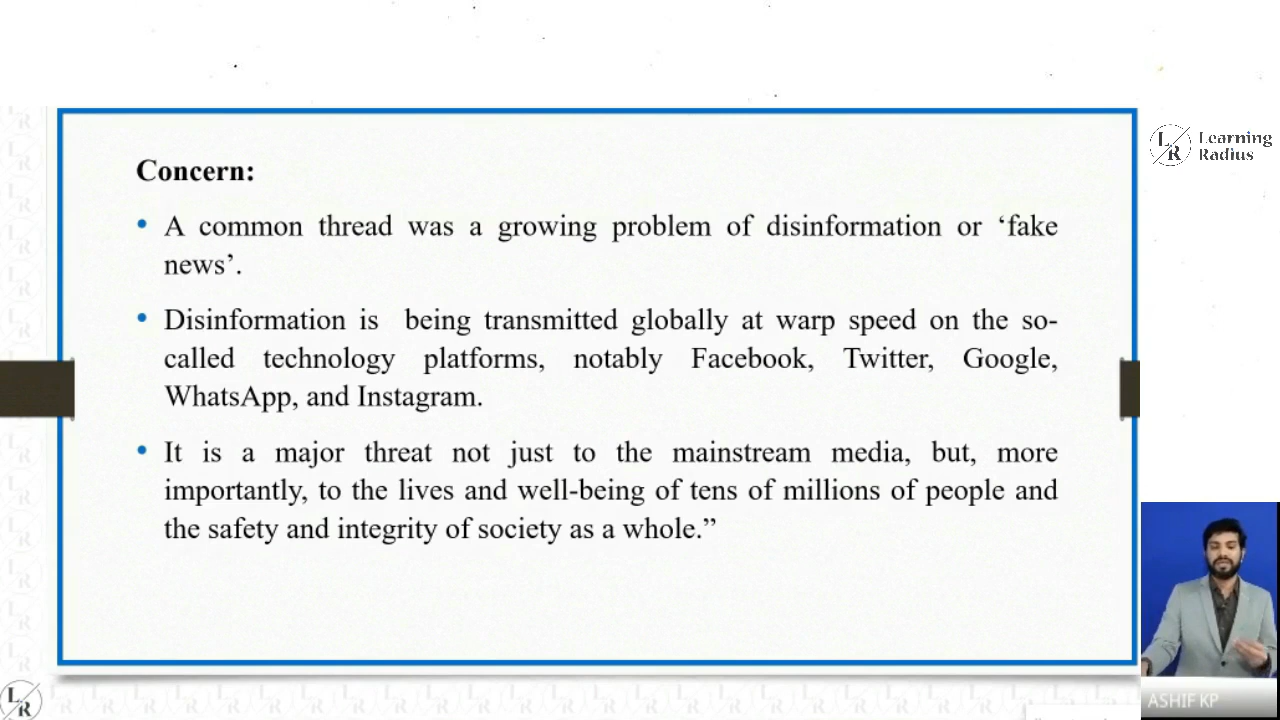 Concern:
• A common thread was a growing problem of disinformation or ‘fake
news’.
• Disinformation is being transmitted globally at warp speed on the so-
called technology platforms, notably Facebook, Twitter, Google,
WhatsApp, and Instagram.
• It is a major threat not just to the mainstream media, but, more
importantly, to the lives and well-being of tens of millions of people and
the safety and integrity of society as a whole.”
L R
Learning
Radius
ASHIF KP
L R